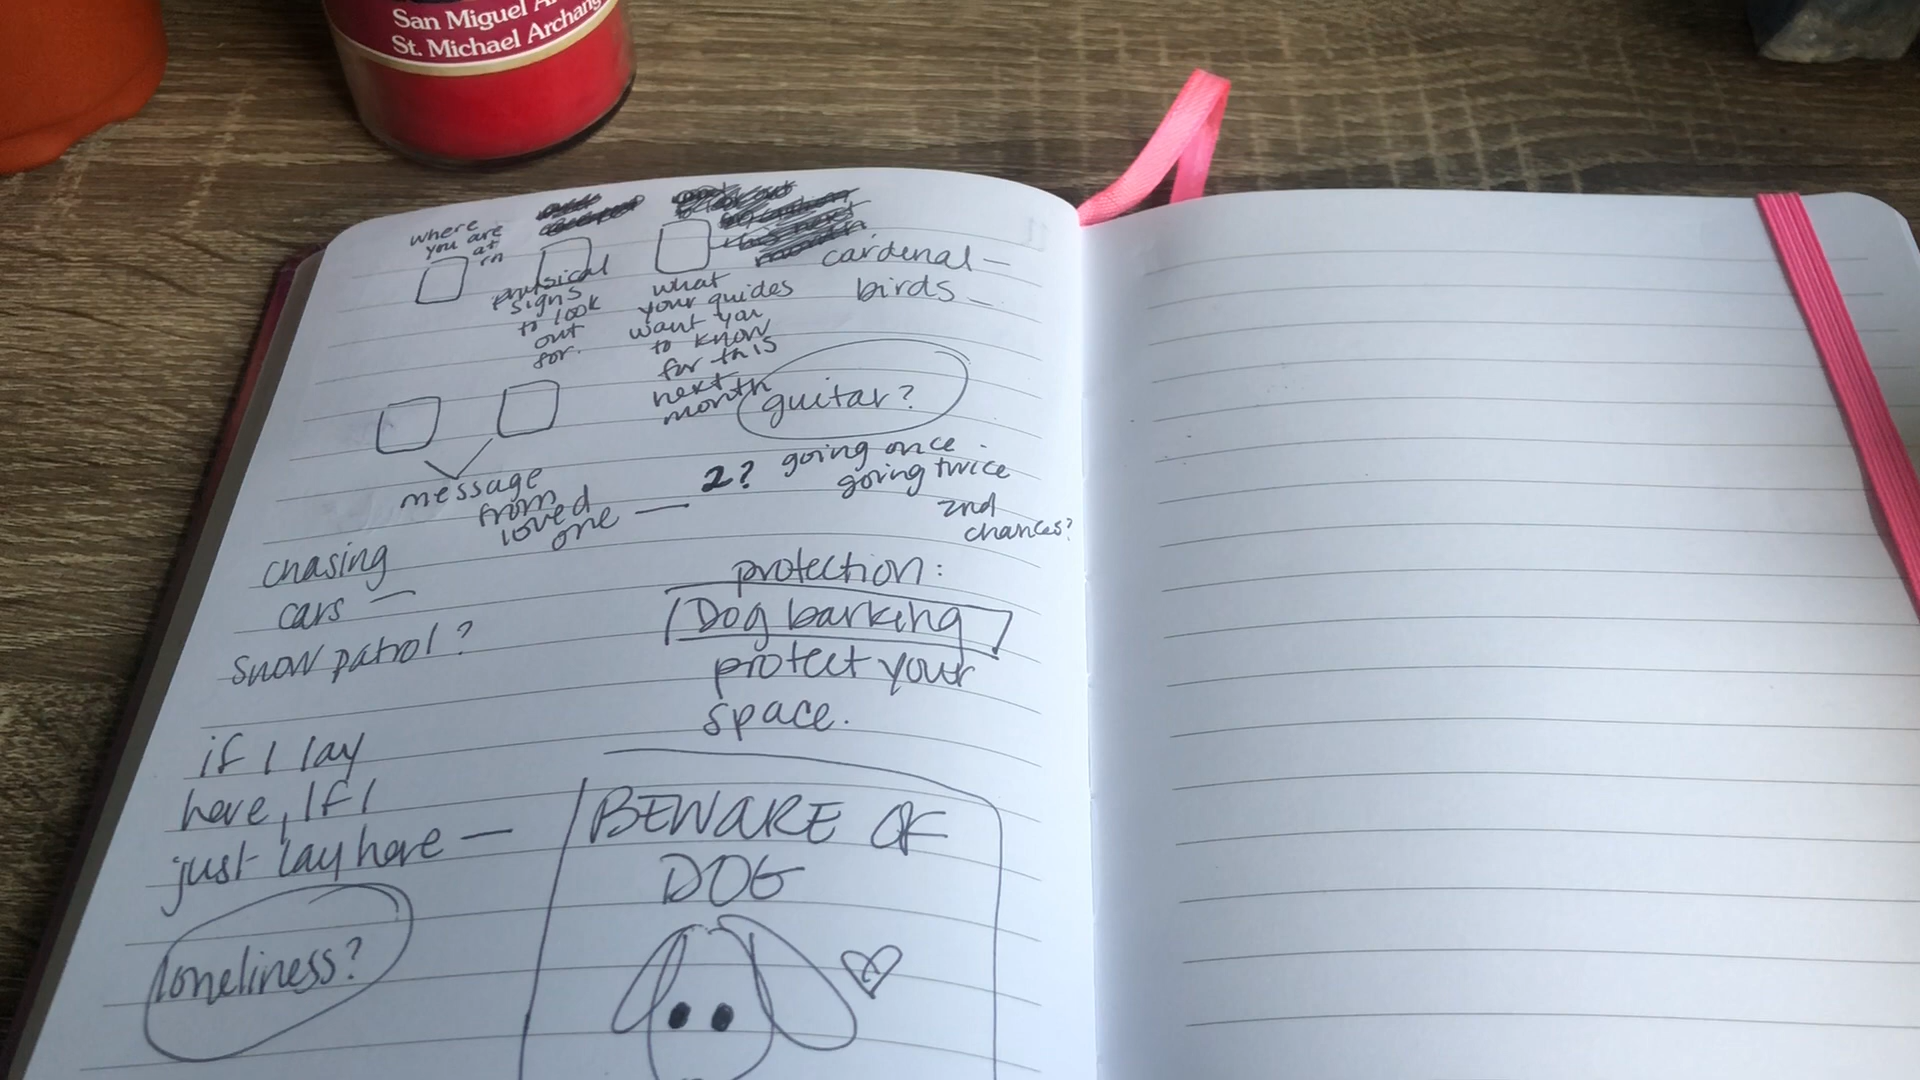 San Miguel
St. Michael Archang
where
you are
at
rn
physical
signs
to look
out
for.
what
your guides
want you
to know
for this
next
month
cardenal —
birds —
guitar?
message
from
loved
one —
2?
going once -
going twice
2nd
chances?
chasing
cars —
snow patrol?
if I lay
here, If I
just lay here —
loneliness?
protection:
Dog barking
protect your
space.
BEWARE OF
DOG